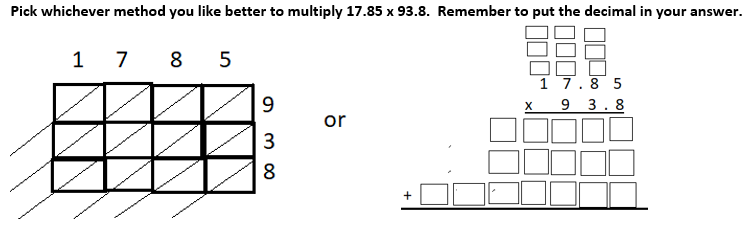 Pick whichever method you like better to multiply 17.85 x 93.8. Remember to put the decimal in your answer.
1 7 8 5
9
3
8
or
1 7 . 8 5
x 9 3 . 8
+